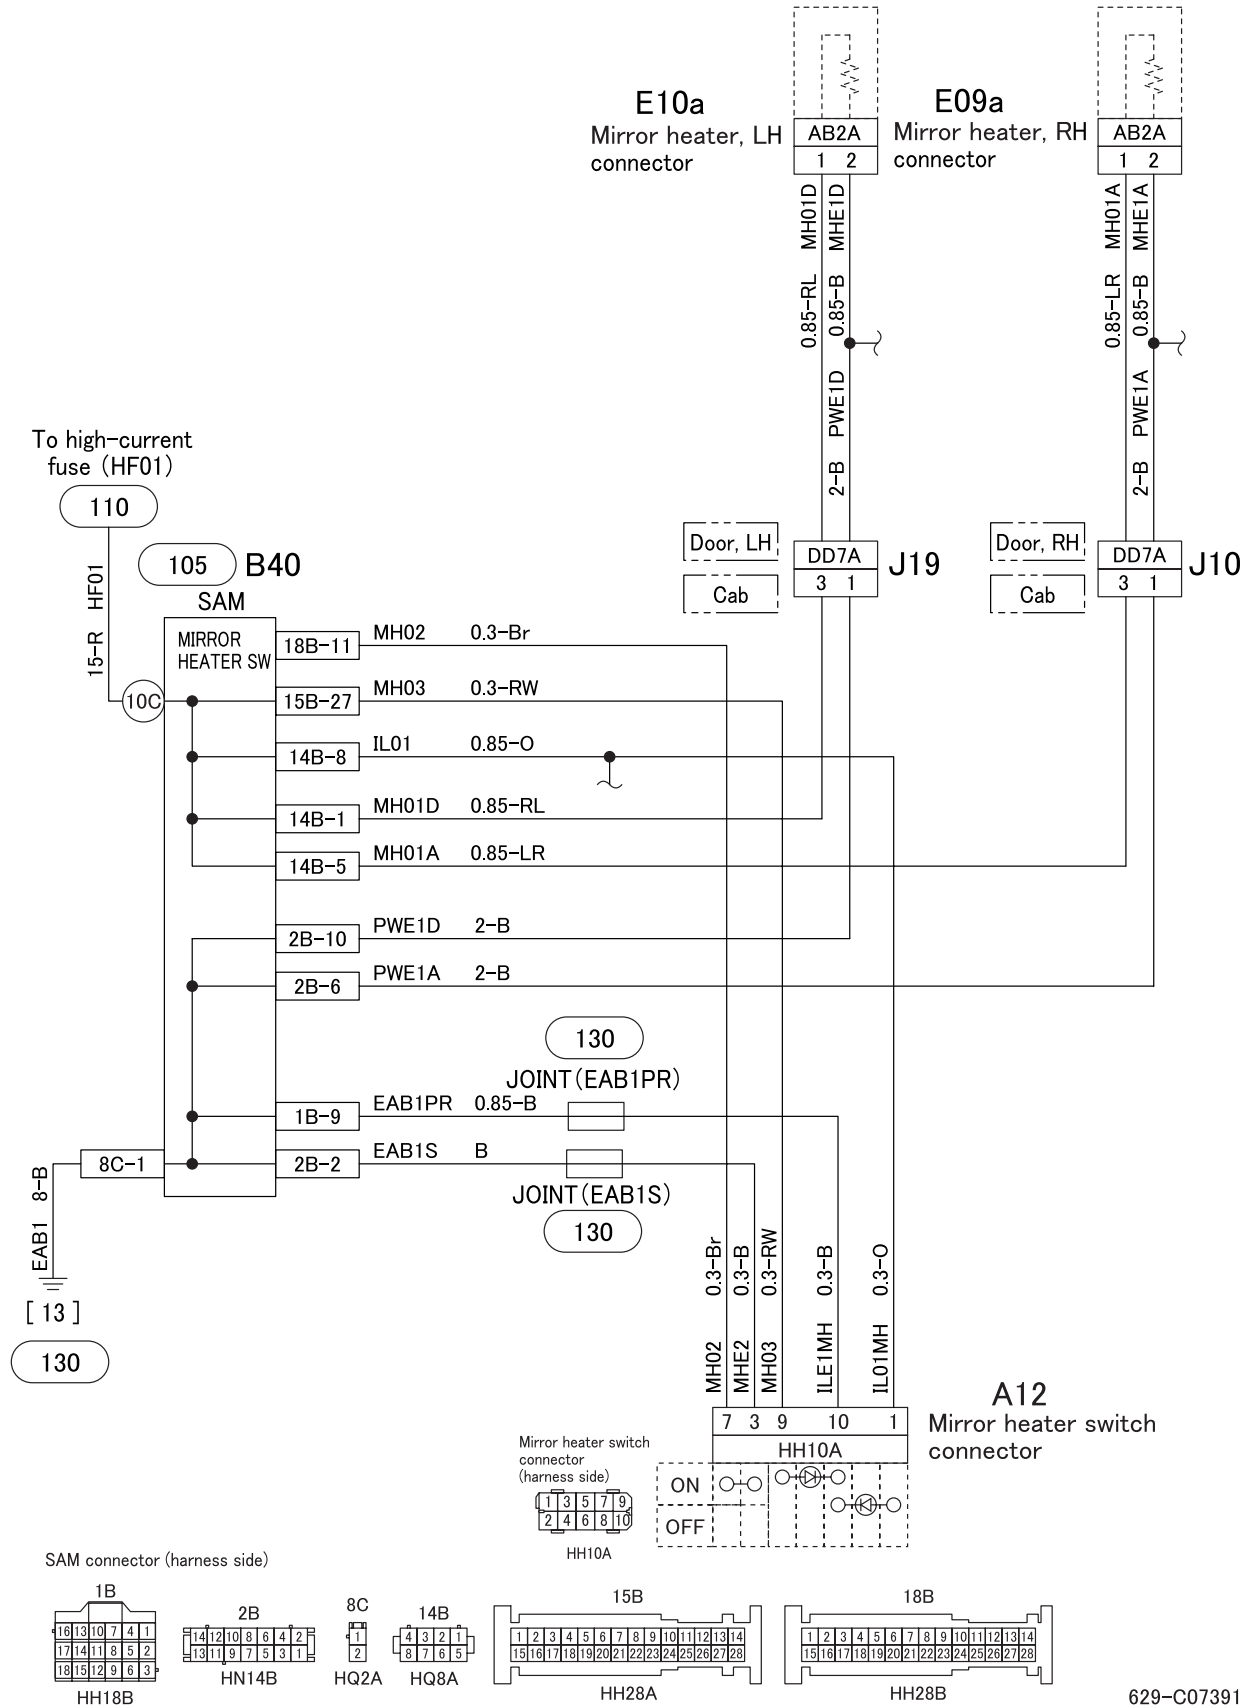 E10a
Mirror heater, LH
connector
AB2A
1 2
E09a
Mirror heater, RH
connector
AB2A
1 2
MH01D
MHE1D
0.85-RL
0.85-B
PWE1D
2-B
MH01A
MHE1A
0.85-LR
0.85-B
PWE1A
2-B
To high-current
fuse (HF01)
110
HF01
15-R
105
B40
SAM
Door, LH
Cab
DD7A
3 1
J19
Door, RH
Cab
DD7A
3 1
J10
MIRROR
HEATER SW
10C
18B-11 MH02 0.3-Br
15B-27 MH03 0.3-RW
14B-8 IL01 0.85-O
14B-1 MH01D 0.85-RL
14B-5 MH01A 0.85-LR
2B-10 PWE1D 2-B
2B-6 PWE1A 2-B
130
JOINT(EAB1PR)
1B-9 EAB1PR 0.85-B
8C-1
2B-2 EAB1S B
JOINT(EAB1S)
130
8-B
EAB1
[ 13 ]
130
0.3-Br
0.3-B
0.3-RW
0.3-B
0.3-O
MH02
MHE2
MH03
ILE1MH
IL01MH
7 3 9 10 1
HH10A
ON
OFF
A12
Mirror heater switch
connector
Mirror heater switch
connector
(harness side)
1 3 5 7 9
2 4 6 8 10
HH10A
SAM connector (harness side)
1B
16 13 10 7 4 1
17 14 11 8 5 2
18 15 12 9 6 3
HH18B
2B
14 12 10 8 6 4 2
13 11 9 7 5 3 1
HN14B
8C
1
2
HQ2A
14B
4 3 2 1
8 7 6 5
HQ8A
15B
1 2 3 4 5 6 7 8 9 10 11 12 13 14
15 16 17 18 19 20 21 22 23 24 25 26 27 28
HH28A
18B
1 2 3 4 5 6 7 8 9 10 11 12 13 14
15 16 17 18 19 20 21 22 23 24 25 26 27 28
HH28B
629-C07391